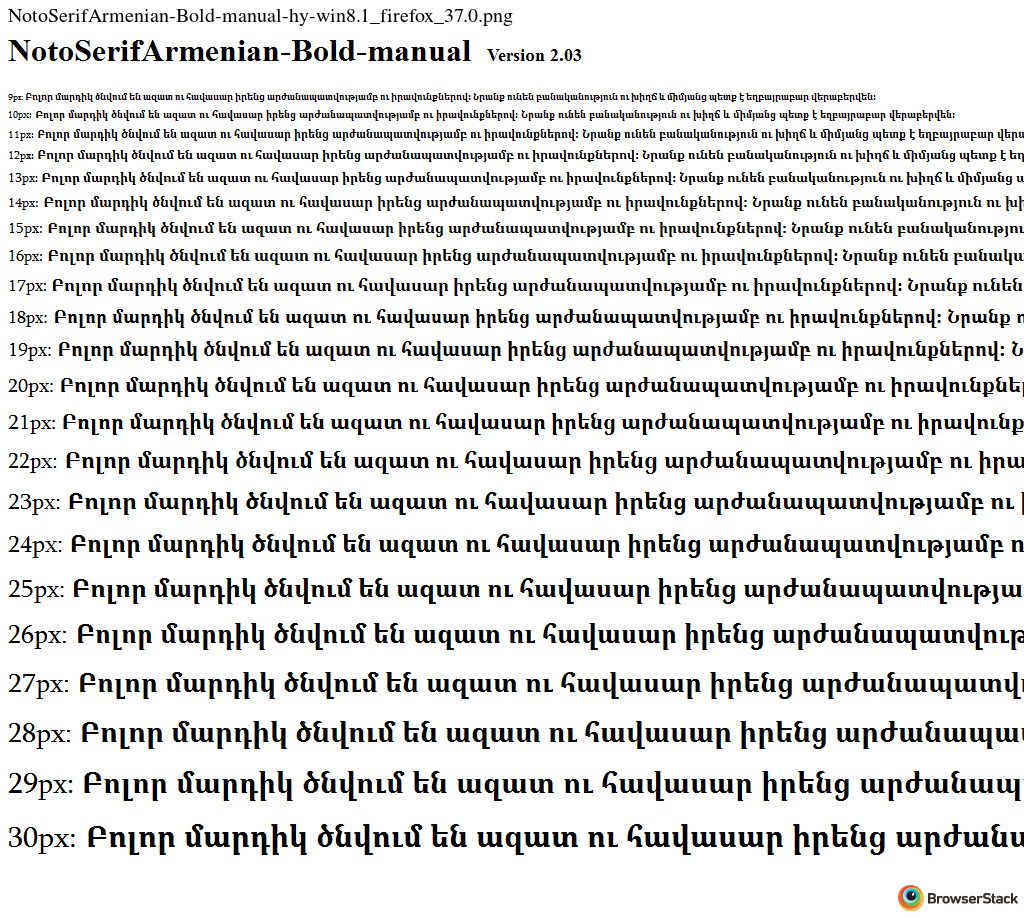 NotoSerifArmenian-Bold-manual-hy-win8.1_firefox_37.0.png
NotoSerifArmenian-Bold-manual Version 2.03
9px: Բոլոր մարդիկ ծնվում են ազատ ու հավասար իրենց արժանապատվությամբ ու իրավունքներով։ Նրանք ունեն բանականություն ու խիղճ և միմյանց պետք է եղբայրաբար վերաբերվեն։
10px: Բոլոր մարդիկ ծնվում են ազատ ու հավասար իրենց արժանապատվությամբ ու իրավունքներով։ Նրանք ունեն բանականություն ու խիղճ և միմյանց պետք է եղբայրաբար վերաբերվեն։
11px: Բոլոր մարդիկ ծնվում են ազատ ու հավասար իրենց արժանապատվությամբ ու իրավունքներով։ Նրանք ունեն բանականություն ու խիղճ և միմյանց պետք է եղբայրաբար վերա
12px: Բոլոր մարդիկ ծնվում են ազատ ու հավասար իրենց արժանապատվությամբ ու իրավունքներով։ Նրանք ունեն բանականություն ու խիղճ և միմյանց պետք է եղ
13px: Բոլոր մարդիկ ծնվում են ազատ ու հավասար իրենց արժանապատվությամբ ու իրավունքներով։ Նրանք ունեն բանականություն ու խիղճ և միմյանց
14px: Բոլոր մարդիկ ծնվում են ազատ ու հավասար իրենց արժանապատվությամբ ու իրավունքներով։ Նրանք ունեն բանականություն ու խի
15px: Բոլոր մարդիկ ծնվում են ազատ ու հավասար իրենց արժանապատվությամբ ու իրավունքներով։ Նրանք ունեն բանականությու
16px: Բոլոր մարդիկ ծնվում են ազատ ու հավասար իրենց արժանապատվությամբ ու իրավունքներով։ Նրանք ունեն բանակա
17px: Բոլոր մարդիկ ծնվում են ազատ ու հավասար իրենց արժանապատվությամբ ու իրավունքներով։ Նրանք ունեն
18px: Բոլոր մարդիկ ծնվում են ազատ ու հավասար իրենց արժանապատվությամբ ու իրավունքներով։ Նրանք
19px: Բոլոր մարդիկ ծնվում են ազատ ու հավասար իրենց արժանապատվությամբ ու իրավունքներով։ Ն
20px: Բոլոր մարդիկ ծնվում են ազատ ու հավասար իրենց արժանապատվությամբ ու իրավունքներ
21px: Բոլոր մարդիկ ծնվում են ազատ ու հավասար իրենց արժանապատվությամբ ու իրավունք
22px: Բոլոր մարդիկ ծնվում են ազատ ու հավասար իրենց արժանապատվությամբ ու իրա
23px: Բոլոր մարդիկ ծնվում են ազատ ու հավասար իրենց արժանապատվությամբ ու
24px: Բոլոր մարդիկ ծնվում են ազատ ու հավասար իրենց արժանապատվությամբ ո
25px: Բոլոր մարդիկ ծնվում են ազատ ու հավասար իրենց արժանապատվությա
26px: Բոլոր մարդիկ ծնվում են ազատ ու հավասար իրենց արժանապատվութ
27px: Բոլոր մարդիկ ծնվում են ազատ ու հավասար իրենց արժանապատվ
28px: Բոլոր մարդիկ ծնվում են ազատ ու հավասար իրենց արժանապատ
29px: Բոլոր մարդիկ ծնվում են ազատ ու հավասար իրենց արժանապ
30px: Բոլոր մարդիկ ծնվում են ազատ ու հավասար իրենց արժանա
BrowserStack